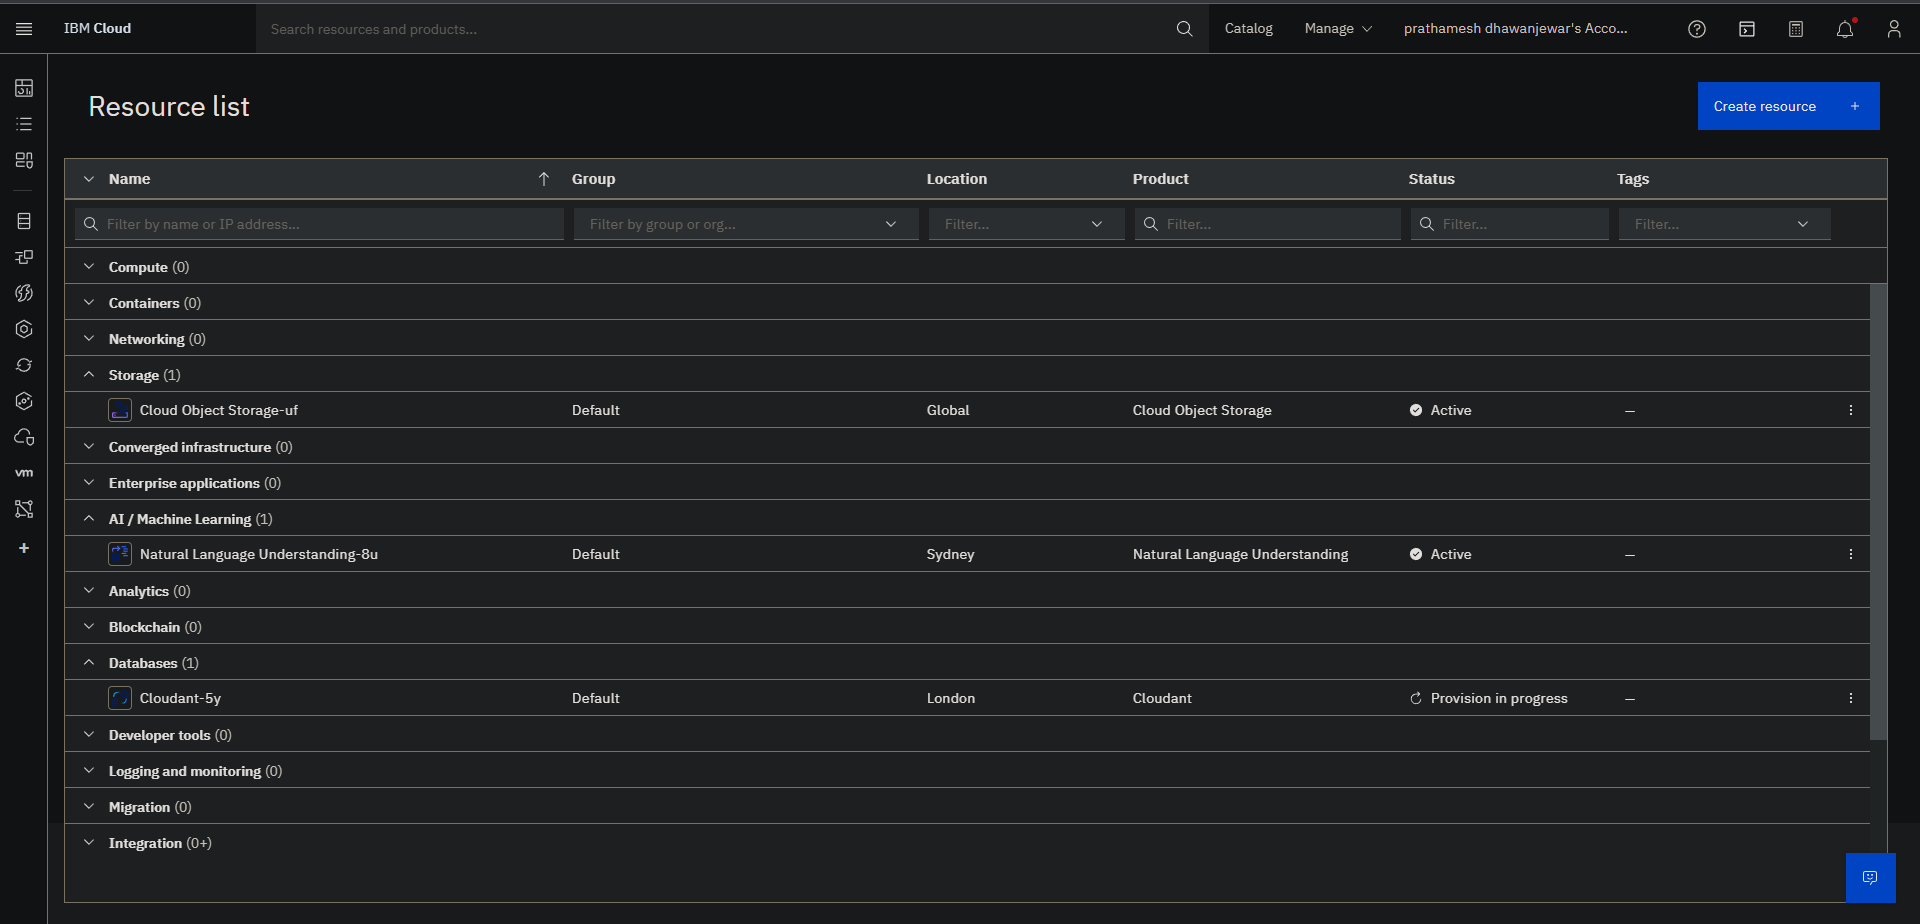 IBM Cloud
Search resources and products...
Catalog
Manage
prathamesh dhawanjewar's Acco...
Resource list
Create resource +
Name Group Location Product Status Tags
Filter by name or IP address... Filter by group or org... Filter... Filter... Filter... Filter...
Compute (0)
Containers (0)
Networking (0)
Storage (1)
Cloud Object Storage-uf Default Global Cloud Object Storage Active –
Converged infrastructure (0)
Enterprise applications (0)
AI / Machine Learning (1)
Natural Language Understanding-8u Default Sydney Natural Language Understanding Active –
Analytics (0)
Blockchain (0)
Databases (1)
Cloudant-5y Default London Cloudant Provision in progress –
Developer tools (0)
Logging and monitoring (0)
Migration (0)
Integration (0+)
vm